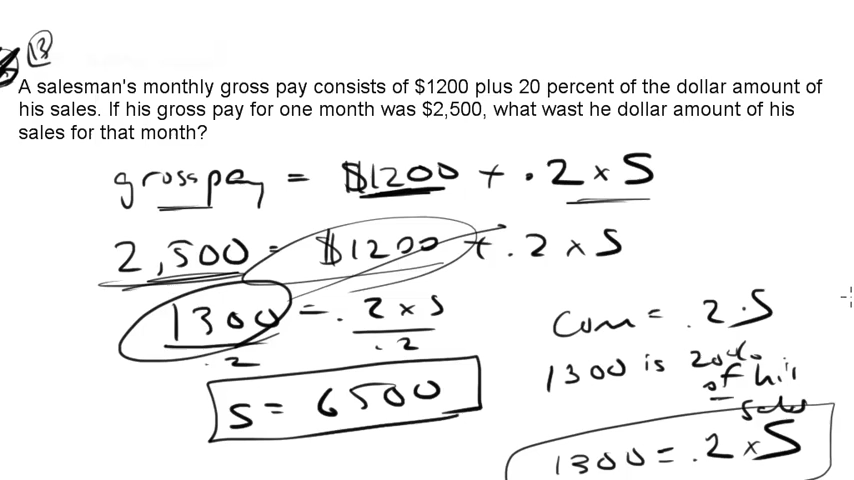 13
A salesman's monthly gross pay consists of $1200 plus 20 percent of the dollar amount of
his sales. If his gross pay for one month was $2,500, what wast he dollar amount of his
sales for that month?
gross pay = $1200 + .2 × S
2,500 = $1200 + .2 × S
1300 = .2 × S
.2 .2
S = 6500
Com = .2 · S
1300 is 20%
of his
sales
1300 = .2 × S